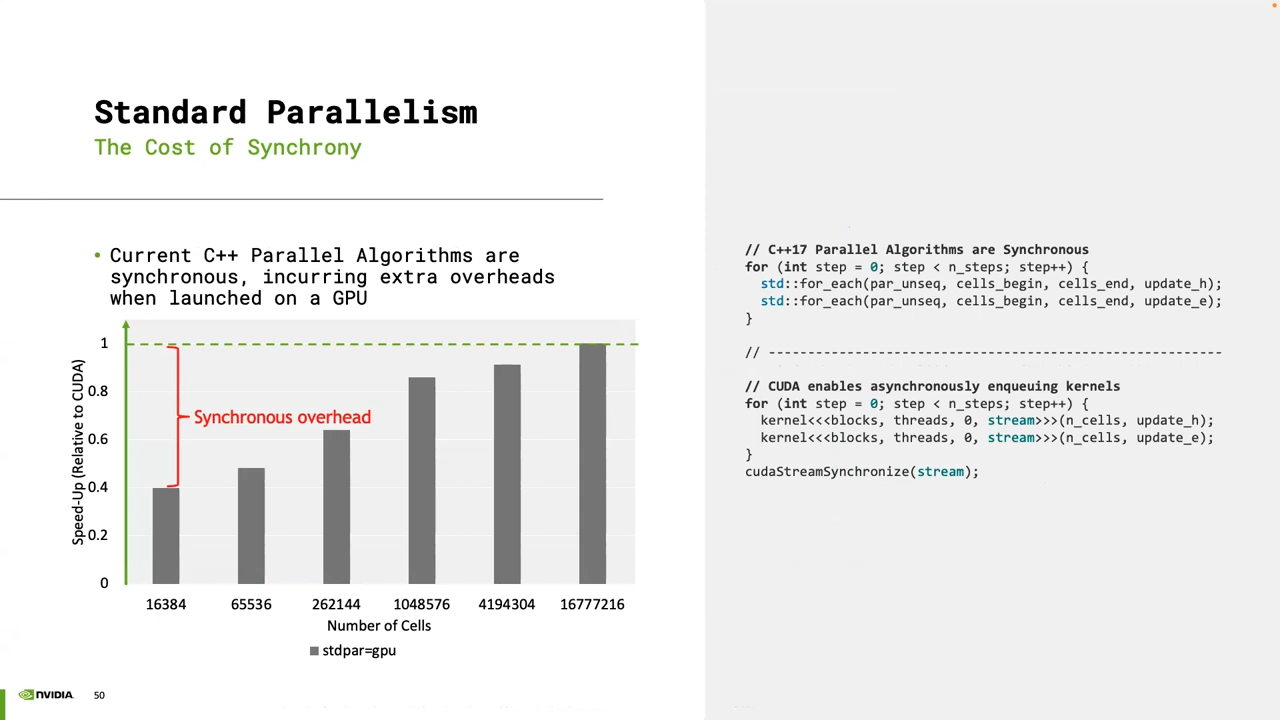 Standard Parallelism
The Cost of Synchrony
• Current C++ Parallel Algorithms are
synchronous, incurring extra overheads
when launched on a GPU
Speed-Up (Relative to CUDA)
1
0.8
0.6
0.4
0.2
0
Synchronous overhead
16384 65536 262144 1048576 4194304 16777216
Number of Cells
stdpar=gpu
NVIDIA. 50
// C++17 Parallel Algorithms are Synchronous
for (int step = 0; step < n_steps; step++) {
  std::for_each(par_unseq, cells_begin, cells_end, update_h);
  std::for_each(par_unseq, cells_begin, cells_end, update_e);
}
// ----------------------------------------------------------
// CUDA enables asynchronously enqueuing kernels
for (int step = 0; step < n_steps; step++) {
  kernel<<<blocks, threads, 0, stream>>>(n_cells, update_h);
  kernel<<<blocks, threads, 0, stream>>>(n_cells, update_e);
}
cudaStreamSynchronize(stream);